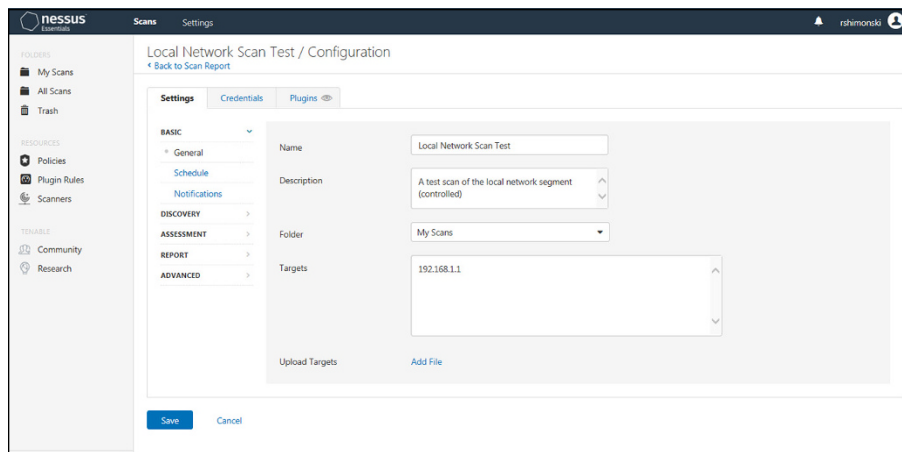 nessus
Essentials
Scans
Settings
rshimonski
FOLDERS
My Scans
All Scans
Trash
RESOURCES
Policies
Plugin Rules
Scanners
TENABLE
Community
Research
Local Network Scan Test / Configuration
Back to Scan Report
Settings
Credentials
Plugins
BASIC
General
Schedule
Notifications
DISCOVERY
ASSESSMENT
REPORT
ADVANCED
Name
Local Network Scan Test
Description
A test scan of the local network segment
(controlled)
Folder
My Scans
Targets
192.168.1.1
Upload Targets
Add File
Save
Cancel